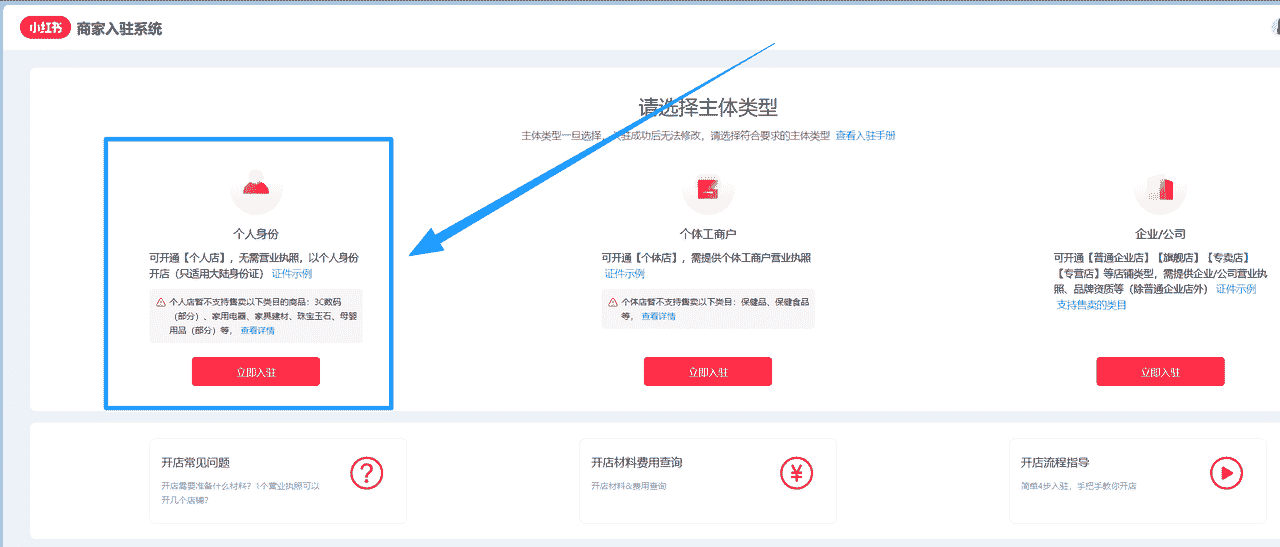 小红书 商家入驻系统
请选择主体类型
主体类型一旦选择，入驻成功后无法修改，请选择符合要求的主体类型 查看入驻手册
个人身份
可开通【个人店】，无需营业执照，以个人身份
开店（只适用大陆身份证） 证件示例
个人店暂不支持售卖以下类目的商品：3C数码
（部分）、家用电器、家具建材、珠宝玉石、母婴
用品（部分）等， 查看详情
立即入驻
个体工商户
可开通【个体店】，需提供个体工商户营业执照
证件示例
个体店暂不支持售卖以下类目：保健品、保健食品
等， 查看详情
立即入驻
企业/公司
可开通【普通企业店】【旗舰店】【专卖店】
【专营店】等店铺类型，需提供企业/公司营业执
照、品牌资质等（除普通企业店外） 证件示例
支持售卖的类目
立即入驻
开店常见问题
开店需要准备什么材料？1个营业执照可以
开几个店铺？
开店材料费用查询
开店材料&费用查询
开店流程指导
简单4步入驻，手把手教你开店